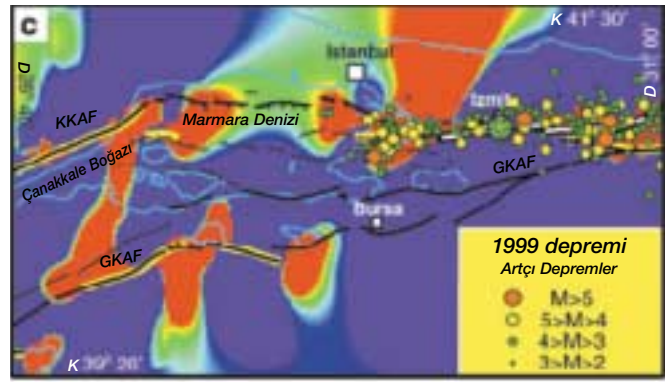 c
K 41° 30'
D 31° 00'
D
İstanbul
İzmit
KKAF
Marmara Denizi
Çanakkale Boğazı
GKAF
Bursa
GKAF
1999 depremi
Artçı Depremler
M>5
5>M>4
4>M>3
3>M>2
K 39° 26'